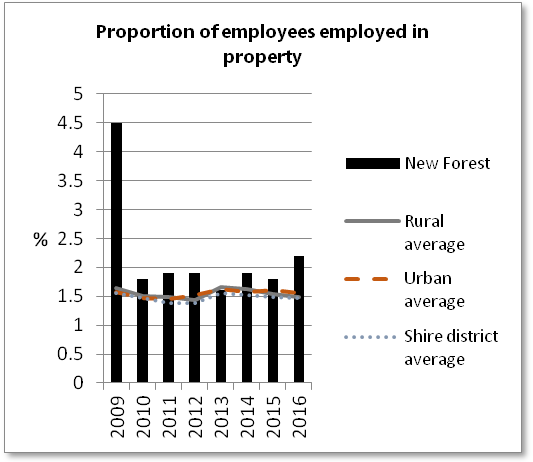 Proportion of employees employed in
property
5
4.5
4
3.5
3
2.5
2
1.5
1
0.5
0
%
2009
2010
2011
2012
2013
2014
2015
2016
New Forest
Rural
average
Urban
average
Shire district
average